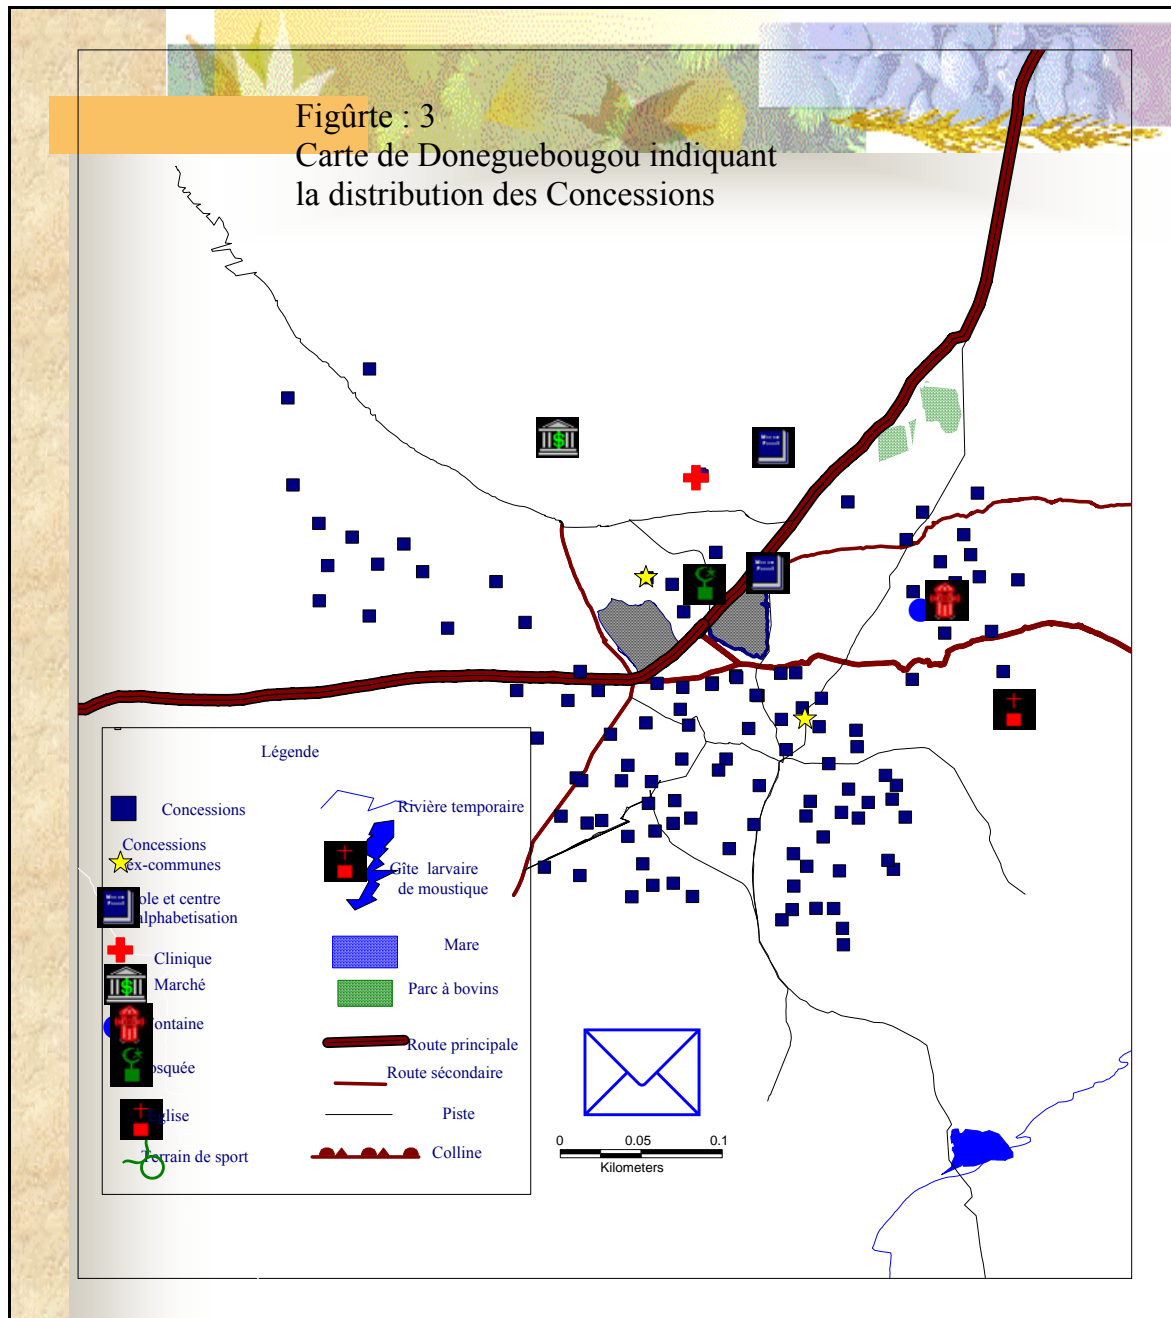 Figûrte : 3
Carte de Doneguebougou indiquant
la distribution des Concessions
Légende
Concessions
Concessions
ex-communes
ole et centre
alphabetisation
Clinique
Marché
ontaine
osquée
Eglise
Terrain de sport
Rivière temporaire
Gîte larvaire
de moustique
Mare
Parc à bovins
Route principale
Route sécondaire
Piste
Colline
0 0.05 0.1
Kilometers